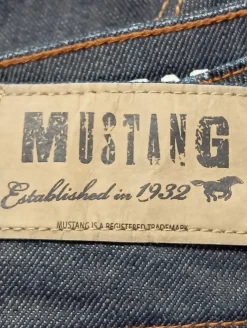 MUSTANG
Established in 1932
MUSTANG IS A REGISTERED TRADEMARK